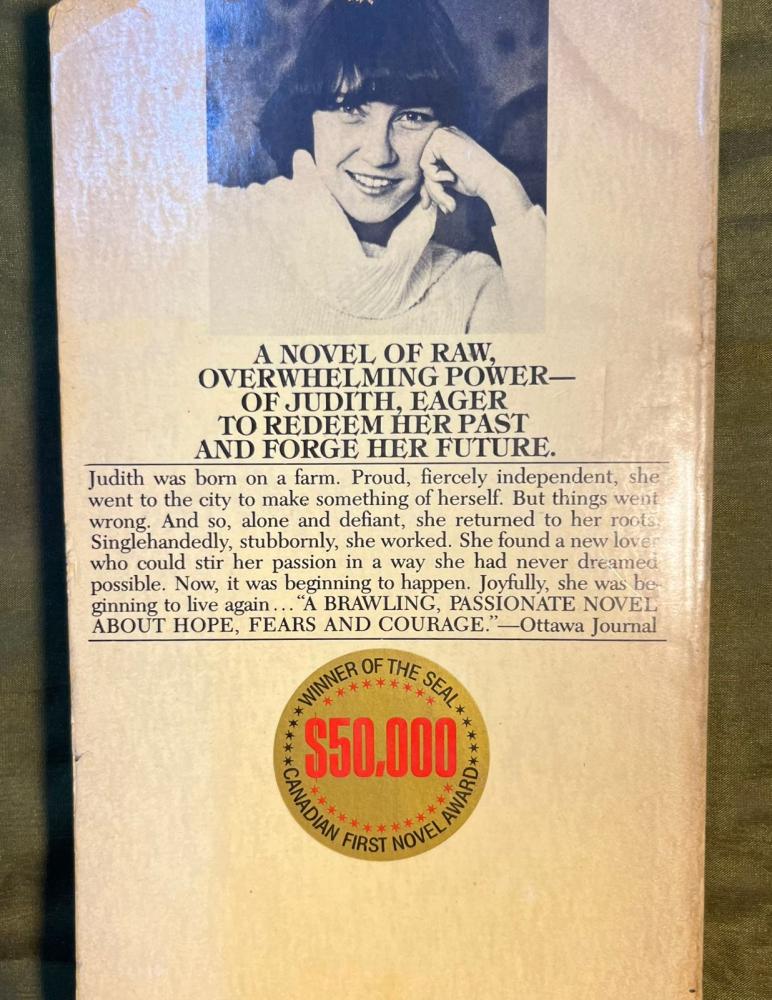 A NOVEL OF RAW,
OVERWHELMING POWER—
OF JUDITH, EAGER
TO REDEEM HER PAST
AND FORGE HER FUTURE.
Judith was born on a farm. Proud, fiercely independent, she
went to the city to make something of herself. But things went
wrong. And so, alone and defiant, she returned to her roots.
Singlehandedly, stubbornly, she worked. She found a new lover
who could stir her passion in a way she had never dreamed
possible. Now, it was beginning to happen. Joyfully, she was be-
ginning to live again... “A BRAWLING, PASSIONATE NOVEL
ABOUT HOPE, FEARS AND COURAGE.”—Ottawa Journal
WINNER OF THE SEAL
$50,000
CANADIAN FIRST NOVEL AWARD